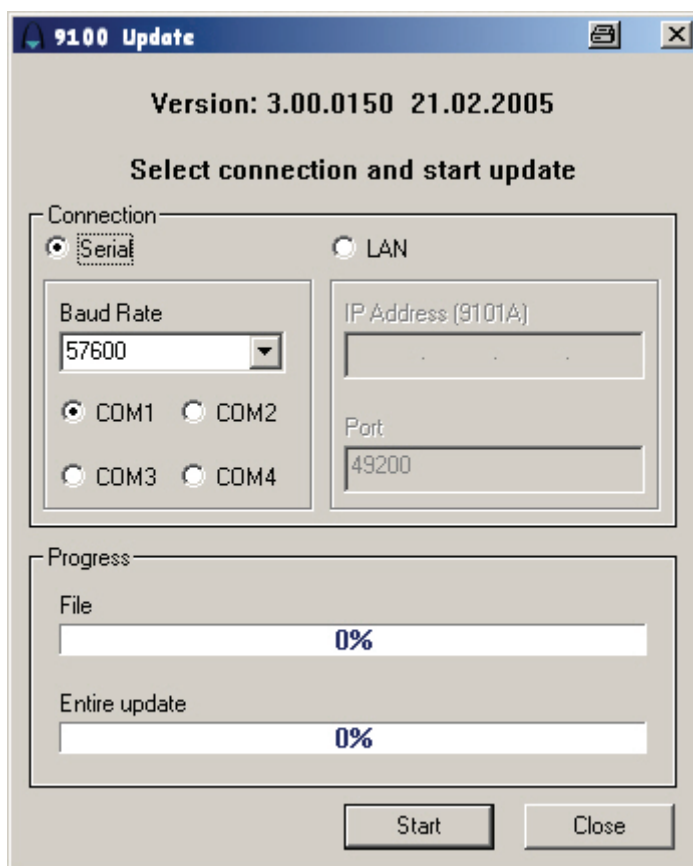 9100 Update
Version: 3.00.0150 21.02.2005
Select connection and start update
Connection
Serial
LAN
Baud Rate
57600
COM1
COM2
COM3
COM4
IP Address (9101A)
. . .
Port
49200
Progress
File
0%
Entire update
0%
Start
Close